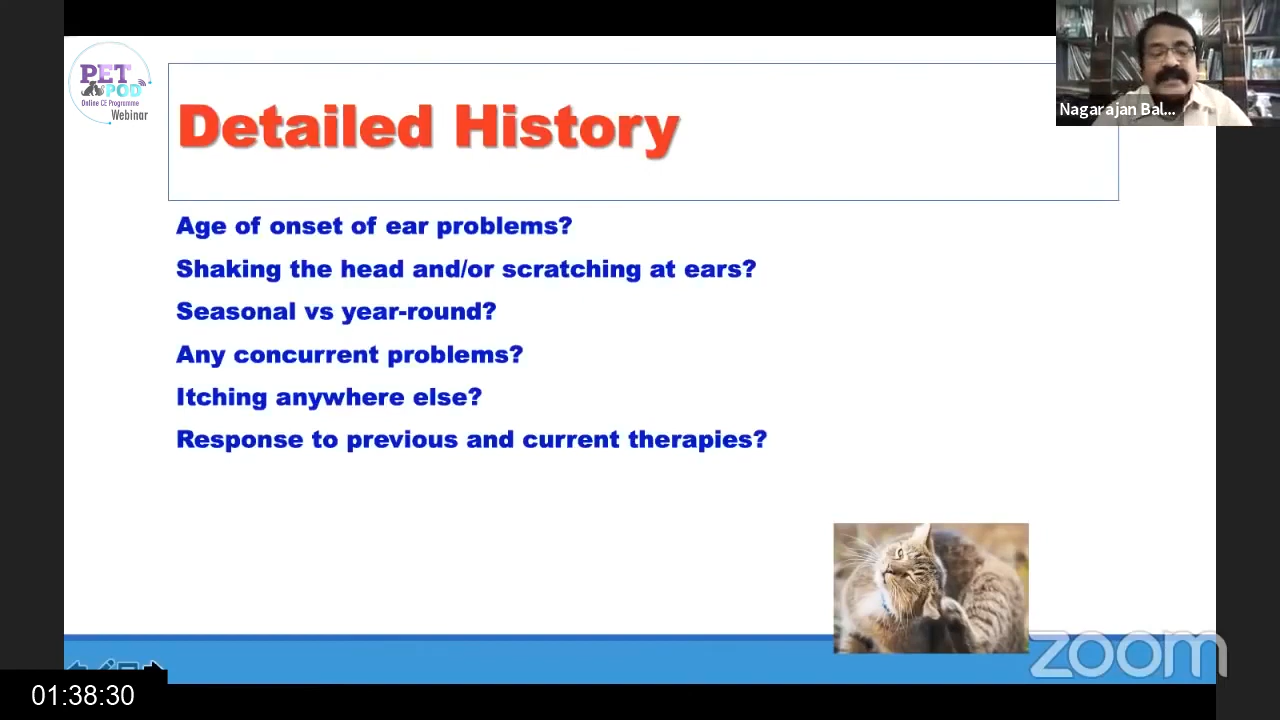 PET
POD
Online CE Programme
Webinar
Nagarajan Bal...
Detailed History
Age of onset of ear problems?
Shaking the head and/or scratching at ears?
Seasonal vs year-round?
Any concurrent problems?
Itching anywhere else?
Response to previous and current therapies?
zoom
01:38:30